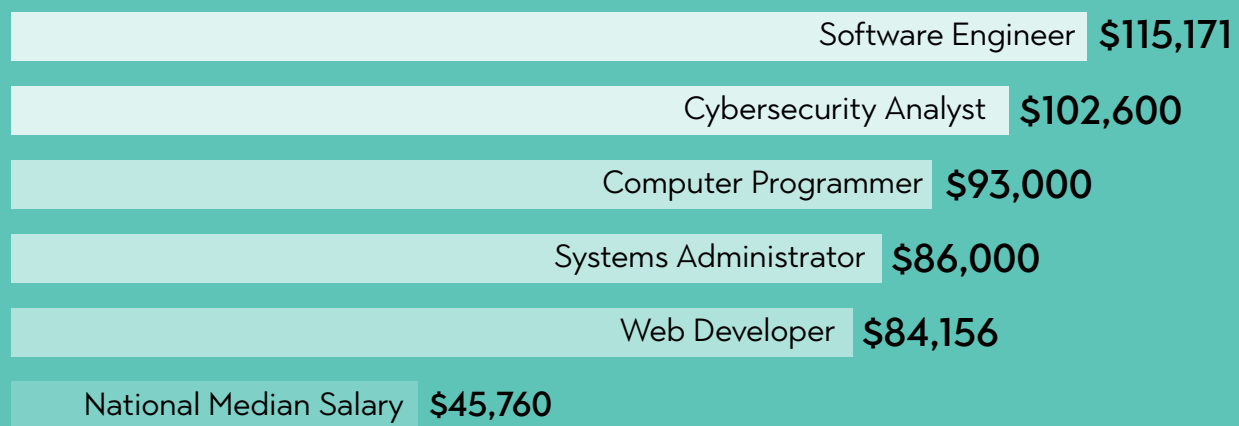 Software Engineer $115,171
Cybersecurity Analyst $102,600
Computer Programmer $93,000
Systems Administrator $86,000
Web Developer $84,156
National Median Salary $45,760